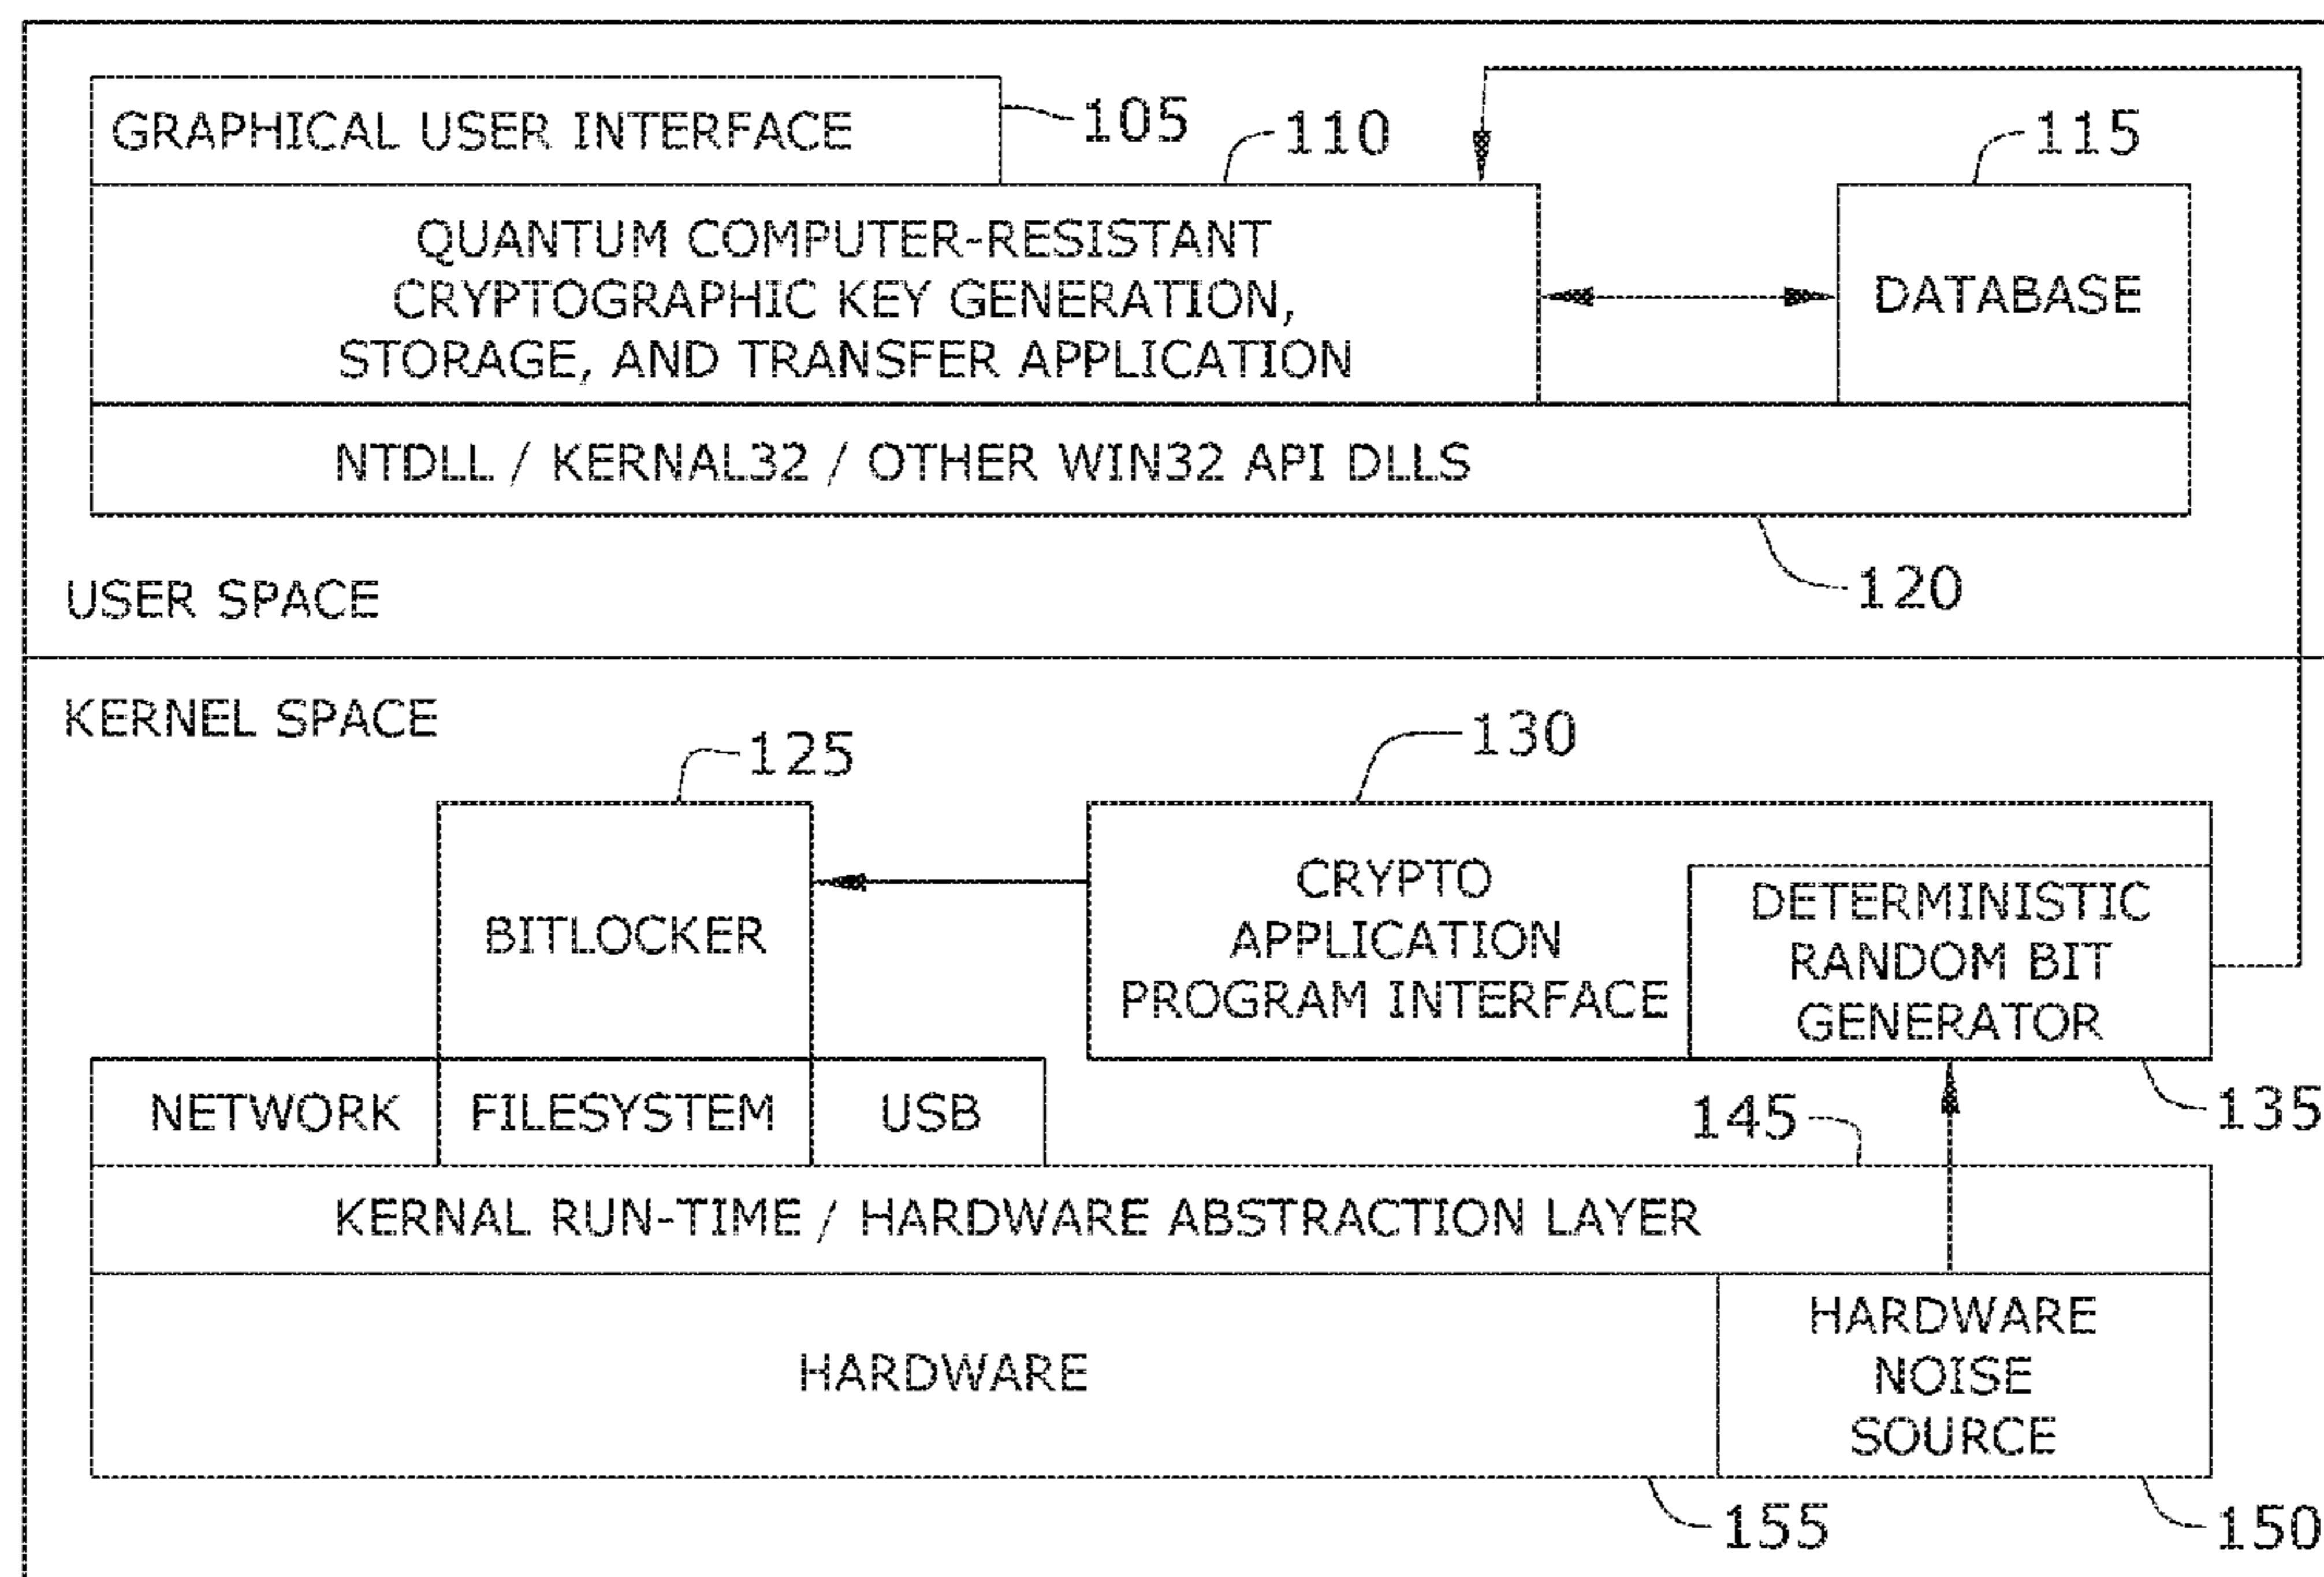 GRAPHICAL USER INTERFACE
105
110
115
QUANTUM COMPUTER-RESISTANT
CRYPTOGRAPHIC KEY GENERATION,
STORAGE, AND TRANSFER APPLICATION
DATABASE
NTDLL / KERNAL32 / OTHER WIN32 API DLLS
120
USER SPACE
KERNEL SPACE
125
130
BITLOCKER
CRYPTO
APPLICATION
PROGRAM INTERFACE
DETERMINISTIC
RANDOM BIT
GENERATOR
135
NETWORK
FILESYSTEM
USB
145
KERNAL RUN-TIME / HARDWARE ABSTRACTION LAYER
HARDWARE
HARDWARE
NOISE
SOURCE
155
150